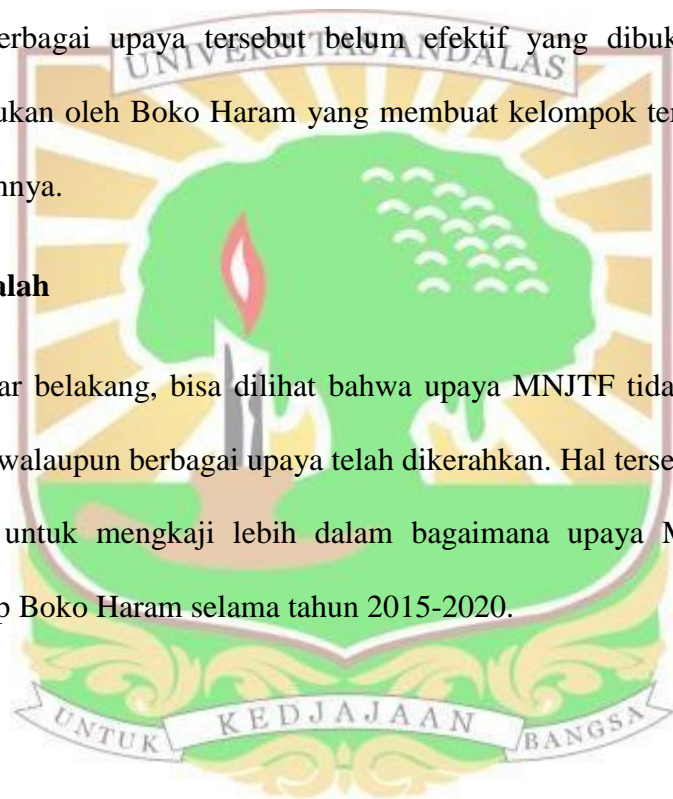 erbagai upaya tersebut belum efektif yang dibuk
UNIVERSITAS ANDALAS
ukan oleh Boko Haram yang membuat kelompok ter
nnya.
alah
ar belakang, bisa dilihat bahwa upaya MNJTF tida
walaupun berbagai upaya telah dikerahkan. Hal terse
untuk mengkaji lebih dalam bagaimana upaya M
p Boko Haram selama tahun 2015-2020.
UNTUK KEDJAJAAN BANGSA